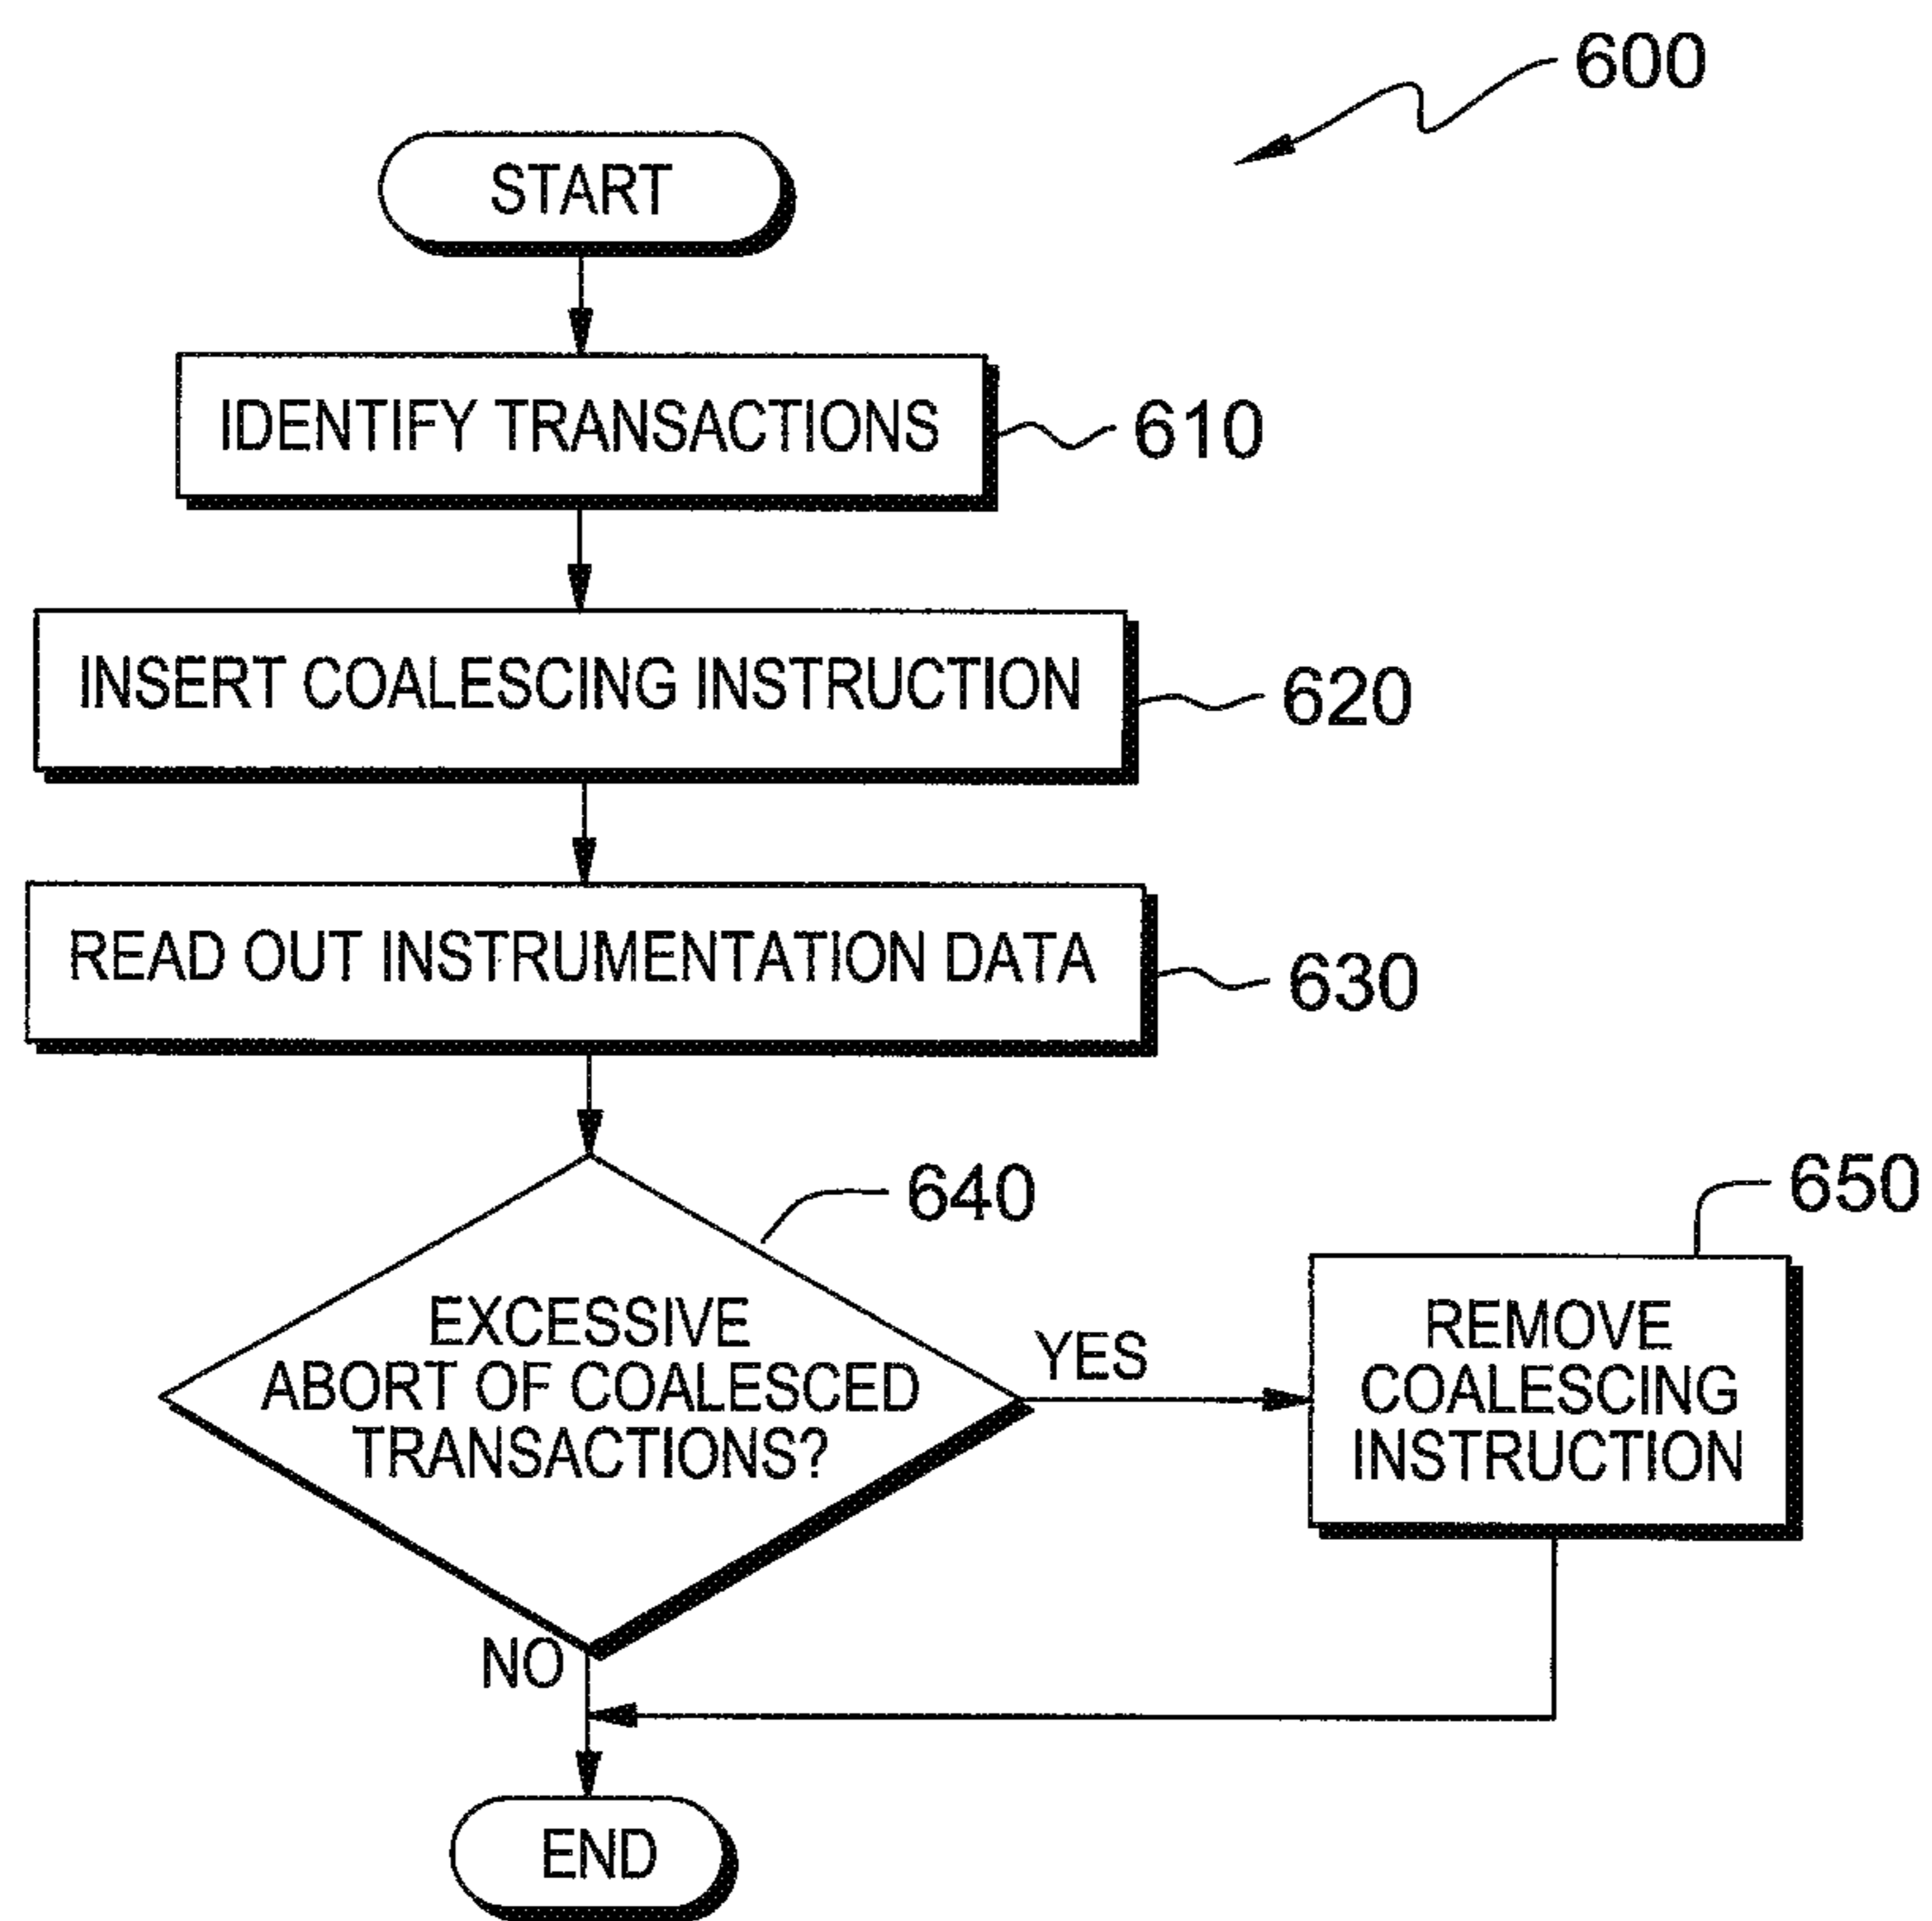 600
START
IDENTIFY TRANSACTIONS
610
INSERT COALESCING INSTRUCTION
620
READ OUT INSTRUMENTATION DATA
630
640
EXCESSIVE
ABORT OF COALESCED
TRANSACTIONS?
YES
650
REMOVE
COALESCING
INSTRUCTION
NO
END